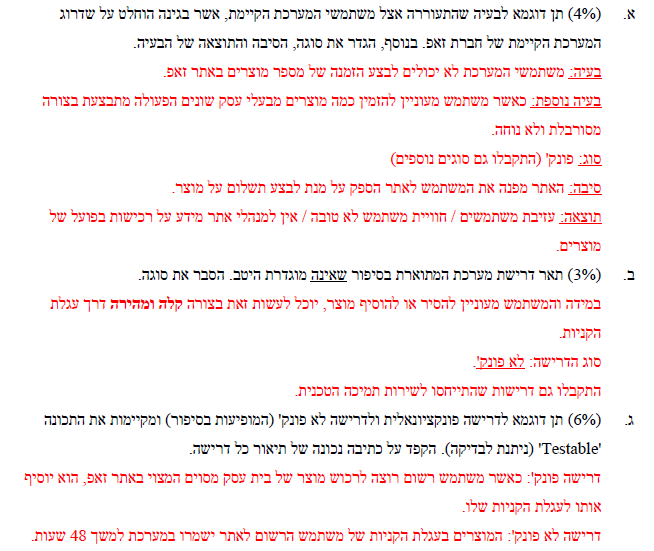 א. (4%) תן דוגמא לבעיה שהתעוררה אצל משתמשי המערכת הקיימת, אשר בגינה הוחלט על שדרוג
המערכת הקיימת של חברת זאפ. בנוסף, הגדר את סוגה, הסיבה והתוצאה של הבעיה.
בעיה: משתמשי המערכת לא יכולים לבצע הזמנה של מספר מוצרים באתר זאפ.
בעיה נוספת: כאשר משתמש מעוניין להזמין כמה מוצרים מבעלי עסק שונים הפעולה מתבצעת בצורה
מסורבלת ולא נוחה.
סוג: פונק' (התקבלו גם סוגים נוספים)
סיבה: האתר מפנה את המשתמש לאתר הספק על מנת לבצע תשלום על מוצר.
תוצאה: עזיבת משתמשים / חוויית משתמש לא טובה / אין למנהלי אתר מידע על רכישות בפועל של
מוצרים.
ב. (3%) תאר דרישת מערכת המתוארת בסיפור שאינה מוגדרת היטב. הסבר את סוגה.
במידה והמשתמש מעוניין להסיר או להוסיף מוצר, יוכל לעשות זאת בצורה קלה ומהירה דרך עגלת
הקניות.
סוג הדרישה: לא פונק'.
התקבלו גם דרישות שהתייחסו לשירות תמיכה הטכנית.
ג. (6%) תן דוגמא לדרישה פונקציונאלית ולדרישה לא פונק' (המופיעות בסיפור) ומקיימות את התכונה
'Testable' (ניתנת לבדיקה). הקפד על כתיבה נכונה של תיאור כל דרישה.
דרישה פונק': כאשר משתמש רשום רוצה לרכוש מוצר של בית עסק מסוים המצוי באתר זאפ, הוא יוסיף
אותו לעגלת הקניות שלו.
דרישה לא פונק': המוצרים בעגלת הקניות של משתמש הרשום לאתר ישמרו במערכת למשך 48 שעות.